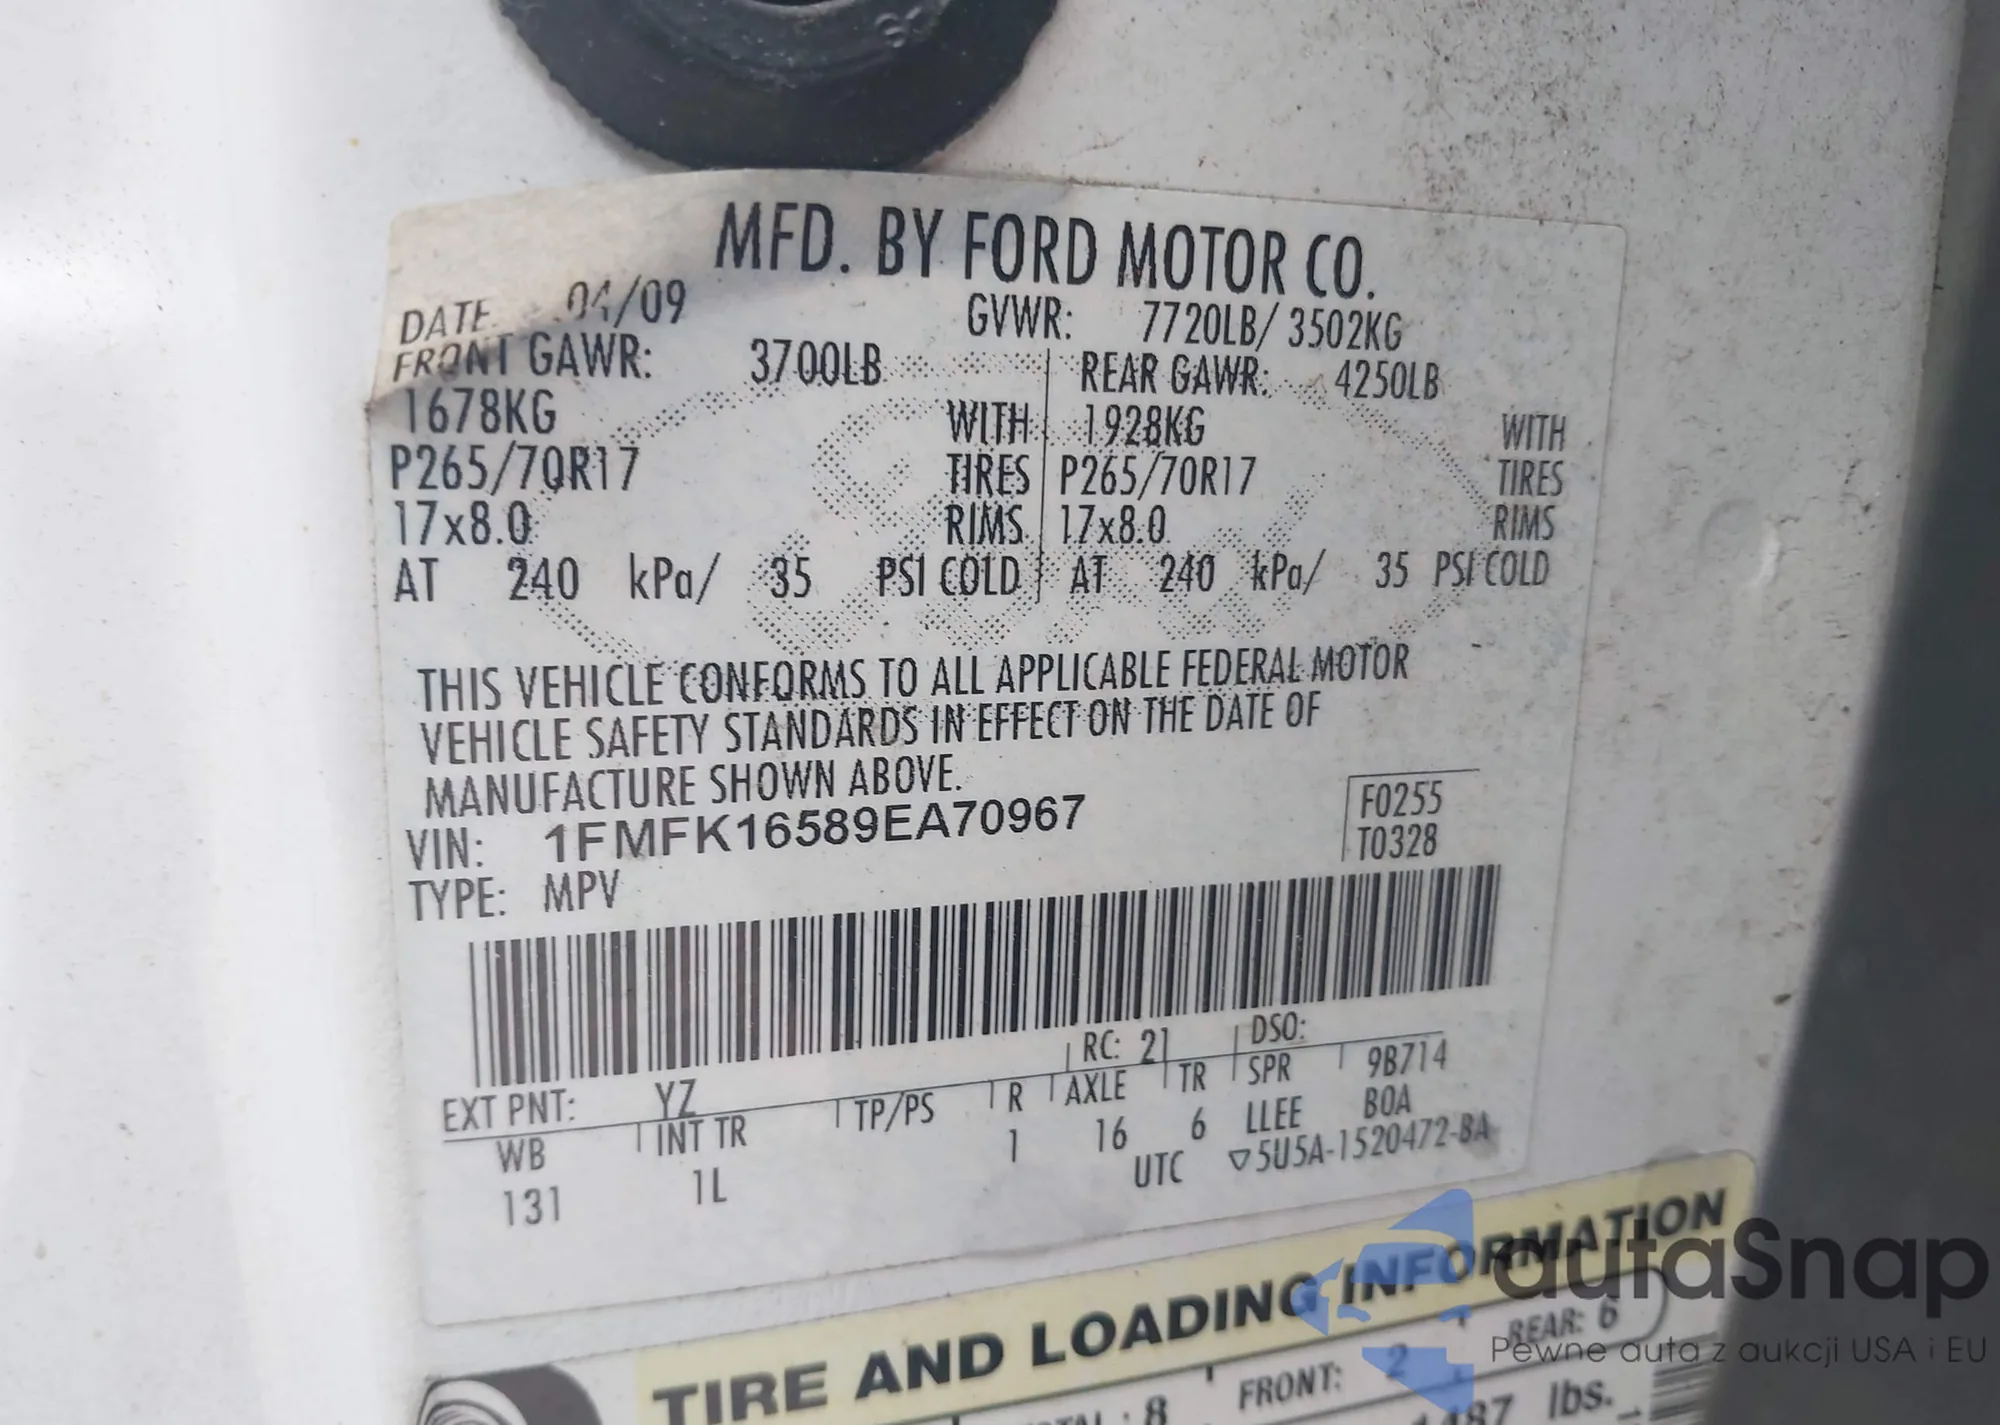 MFD. BY FORD MOTOR CO.
DATE 04/09 GVWR: 7720LB/ 3502KG
FRONT GAWR: 3700LB REAR GAWR: 4250LB
1678KG WITH 1928KG WITH
P265/70R17 TIRES P265/70R17 TIRES
17x8.0 RIMS 17x8.0 RIMS
AT 240 kPa/ 35 PSI COLD AT 240 kPa/ 35 PSI COLD
THIS VEHICLE CONFORMS TO ALL APPLICABLE FEDERAL MOTOR
VEHICLE SAFETY STANDARDS IN EFFECT ON THE DATE OF
MANUFACTURE SHOWN ABOVE.
VIN: 1FMFK16589EA70967 F0255
TYPE: MPV T0328
RC: 21 DSO:
EXT PNT: YZ 9B714
WB INT TR TP/PS R AXLE TR SPR BOA
131 1L 1 16 6 LLEE
UTC ▽5U5A-1520472-BA
TIRE AND LOADING INFORMATION
8 FRONT: 2 REAR: 6
1487 lbs.
autaSnap
Pewne auta z aukcji USA i EU